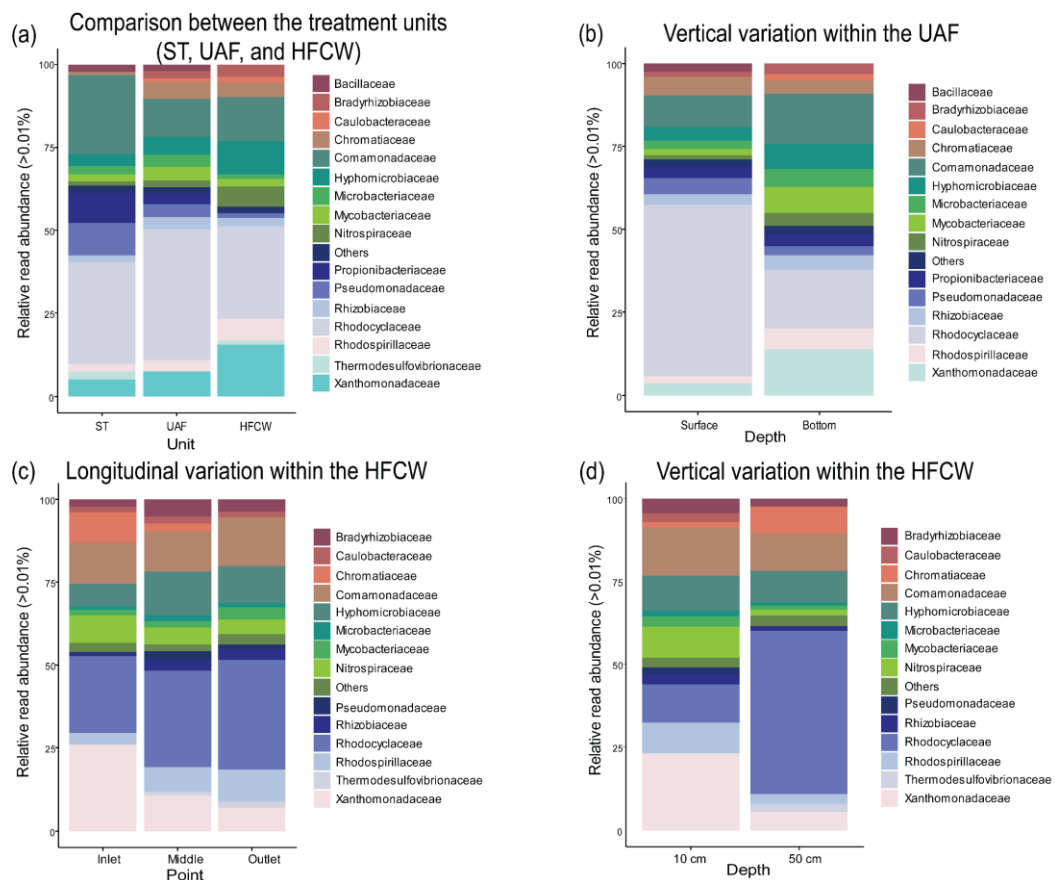 (a)
Comparison between the treatment units
(ST, UAF, and HFCW)
Relative read abundance (>0.01%)
100
75
50
25
0
ST
UAF
HFCW
Unit
Bacillaceae
Bradyrhizobiaceae
Caulobacteraceae
Chromatiaceae
Comamonadaceae
Hyphomicrobiaceae
Microbacteriaceae
Mycobacteriaceae
Nitrospiraceae
Others
Propionibacteriaceae
Pseudomonadaceae
Rhizobiaceae
Rhodocyclaceae
Rhodospirillaceae
Thermodesulfovibrionaceae
Xanthomonadaceae
(b)
Vertical variation within the UAF
Relative read abundance (>0.01%)
100
75
50
25
0
Surface
Bottom
Depth
Bacillaceae
Bradyrhizobiaceae
Caulobacteraceae
Chromatiaceae
Comamonadaceae
Hyphomicrobiaceae
Microbacteriaceae
Mycobacteriaceae
Nitrospiraceae
Others
Propionibacteriaceae
Pseudomonadaceae
Rhizobiaceae
Rhodocyclaceae
Rhodospirillaceae
Xanthomonadaceae
(c)
Longitudinal variation within the HFCW
Relative read abundance (>0.01%)
100
75
50
25
0
Inlet
Middle
Outlet
Point
Bradyrhizobiaceae
Caulobacteraceae
Chromatiaceae
Comamonadaceae
Hyphomicrobiaceae
Microbacteriaceae
Mycobacteriaceae
Nitrospiraceae
Others
Pseudomonadaceae
Rhizobiaceae
Rhodocyclaceae
Rhodospirillaceae
Thermodesulfovibrionaceae
Xanthomonadaceae
(d)
Vertical variation within the HFCW
Relative read abundance (>0.01%)
100
75
50
25
0
10 cm
50 cm
Depth
Bradyrhizobiaceae
Caulobacteraceae
Chromatiaceae
Comamonadaceae
Hyphomicrobiaceae
Microbacteriaceae
Mycobacteriaceae
Nitrospiraceae
Others
Pseudomonadaceae
Rhizobiaceae
Rhodocyclaceae
Rhodospirillaceae
Thermodesulfovibrionaceae
Xanthomonadaceae